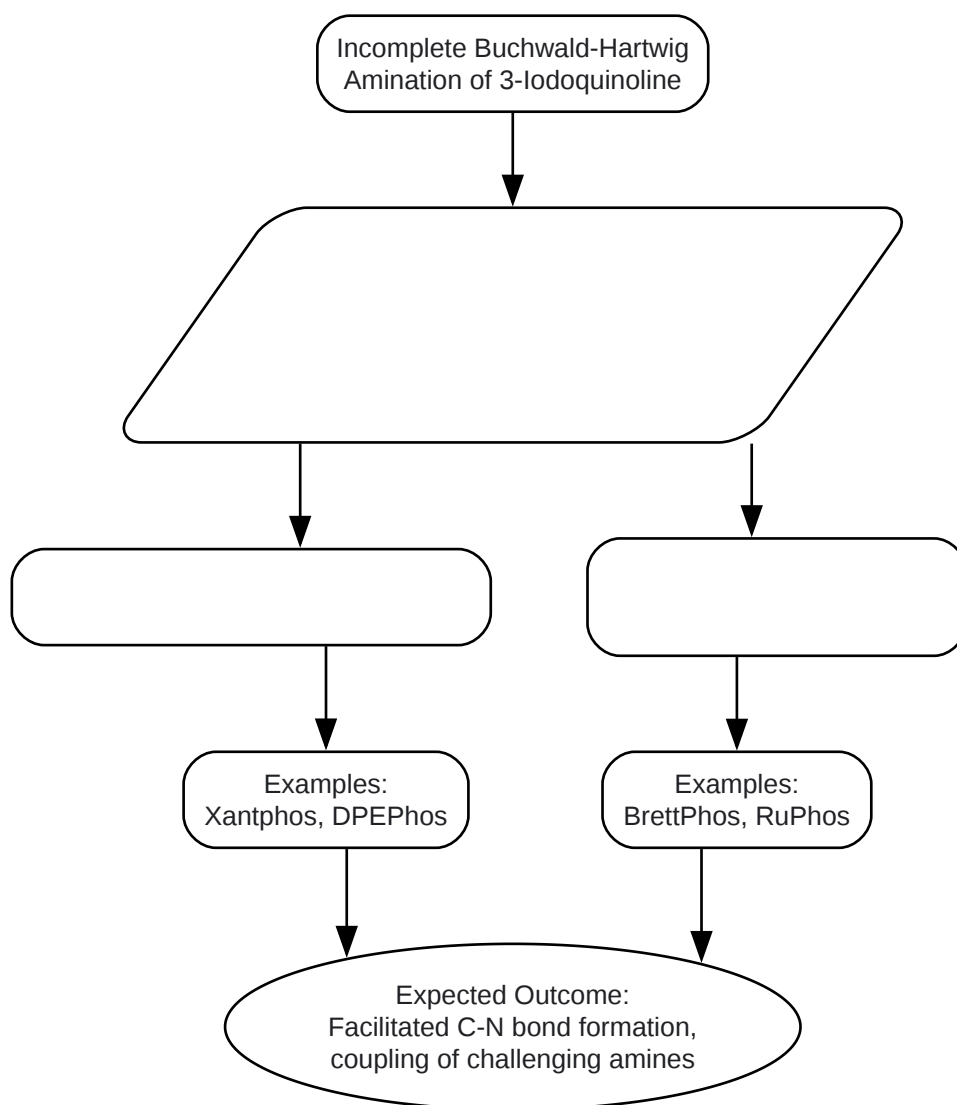 Incomplete Buchwald-Hartwig
Amination of 3-Iodoquinoline
Examples:
Xantphos, DPEPhos
Examples:
BrettPhos, RuPhos
Expected Outcome:
Facilitated C-N bond formation,
coupling of challenging amines